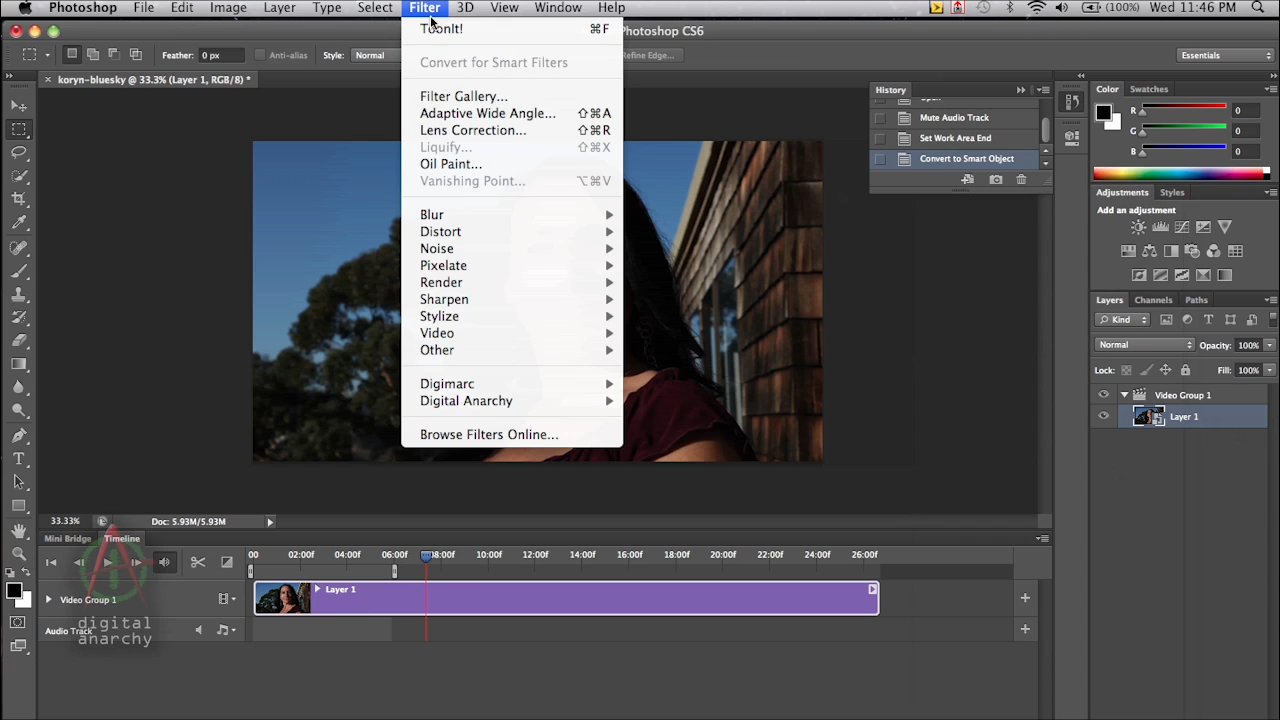 Photoshop File Edit Image Layer Type Select Filter 3D View Window Help (100%) Wed 11:46 PM
Photoshop CS6
Feather: 0 px Anti-alias Style: Normal Refine Edge... Essentials
× koryn-bluesky @ 33.3% (Layer 1, RGB/8) *
ToonIt! ⌘F
Convert for Smart Filters
Filter Gallery...
Adaptive Wide Angle... ⇧⌘A
Lens Correction... ⇧⌘R
Liquify... ⇧⌘X
Oil Paint...
Vanishing Point... ⌥⌘V
Blur
Distort
Noise
Pixelate
Render
Sharpen
Stylize
Video
Other
Digimarc
Digital Anarchy
Browse Filters Online...
History
Open
Mute Audio Track
Set Work Area End
Convert to Smart Object
Color Swatches
R 0
G 0
B 0
Adjustments Styles
Add an adjustment
Layers Channels Paths
Kind
Normal Opacity: 100%
Lock: Fill: 100%
Video Group 1
Layer 1
33.33% Doc: 5.93M/5.93M
Mini Bridge Timeline
00 02:00f 04:00f 06:00f 08:00f 10:00f 12:00f 14:00f 16:00f 18:00f 20:00f 22:00f 24:00f 26:00f
Video Group 1
Layer 1
Audio Track
digital
anarchy